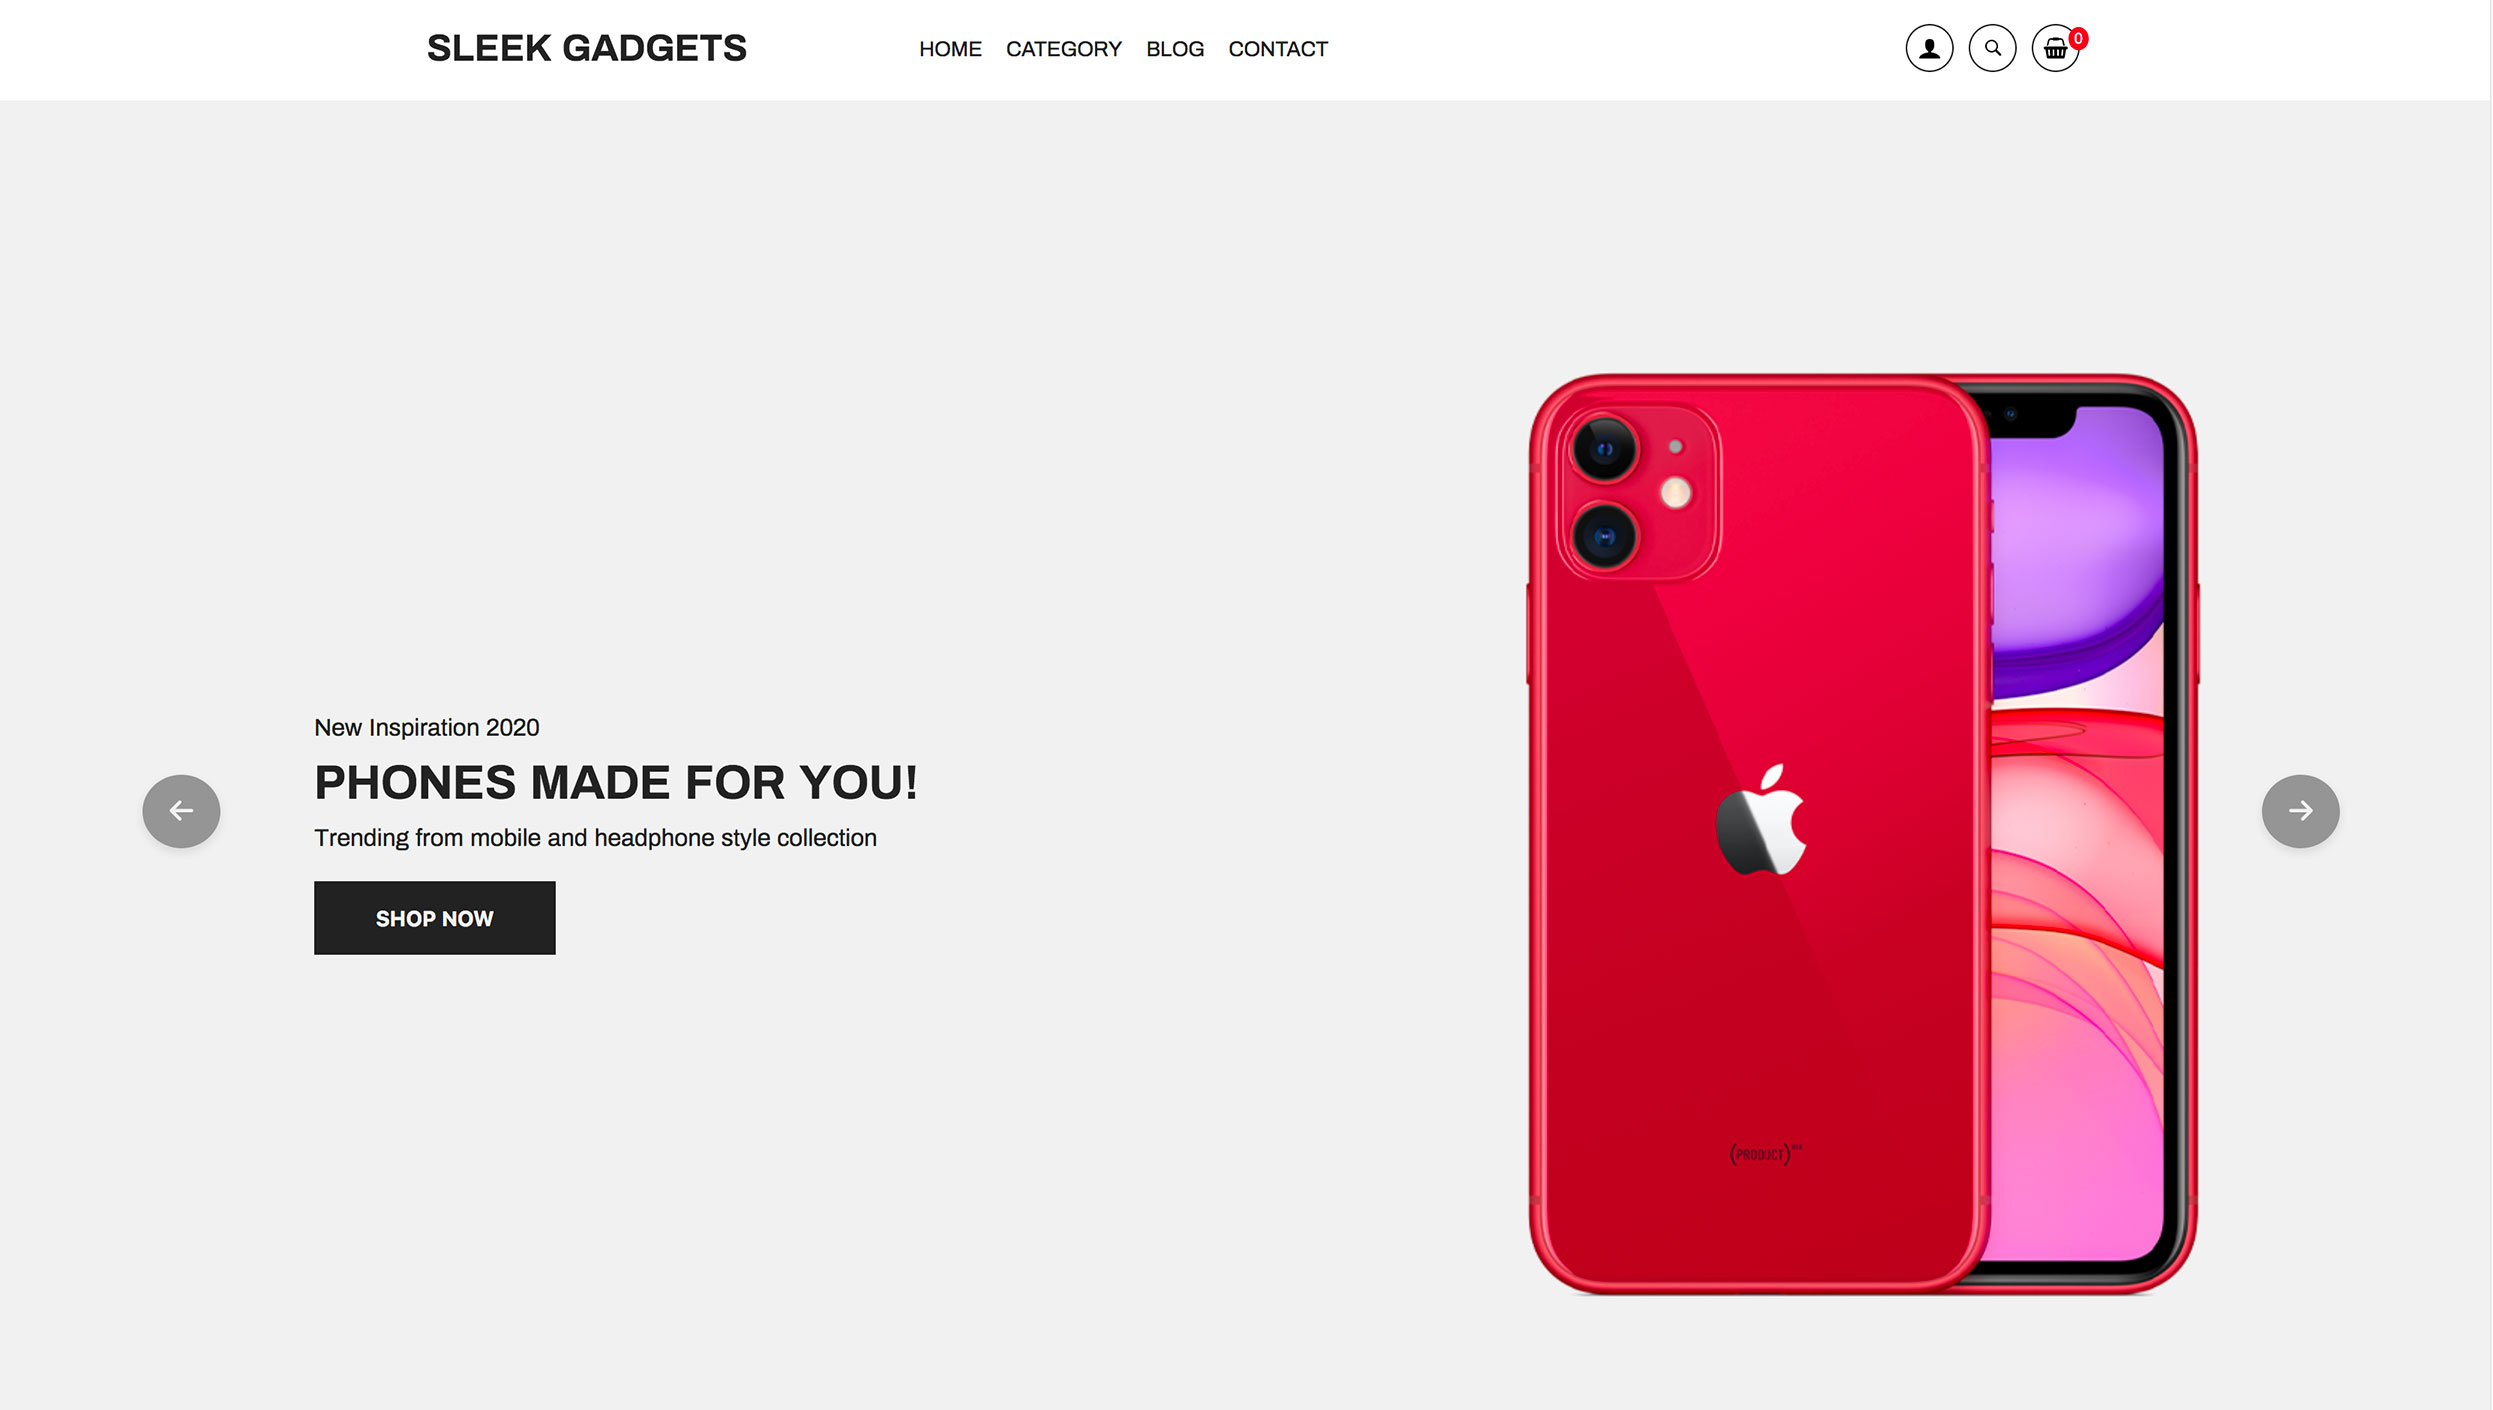 SLEEK GADGETS
HOME CATEGORY BLOG CONTACT
0
New Inspiration 2020
PHONES MADE FOR YOU!
Trending from mobile and headphone style collection
SHOP NOW
(PRODUCT)